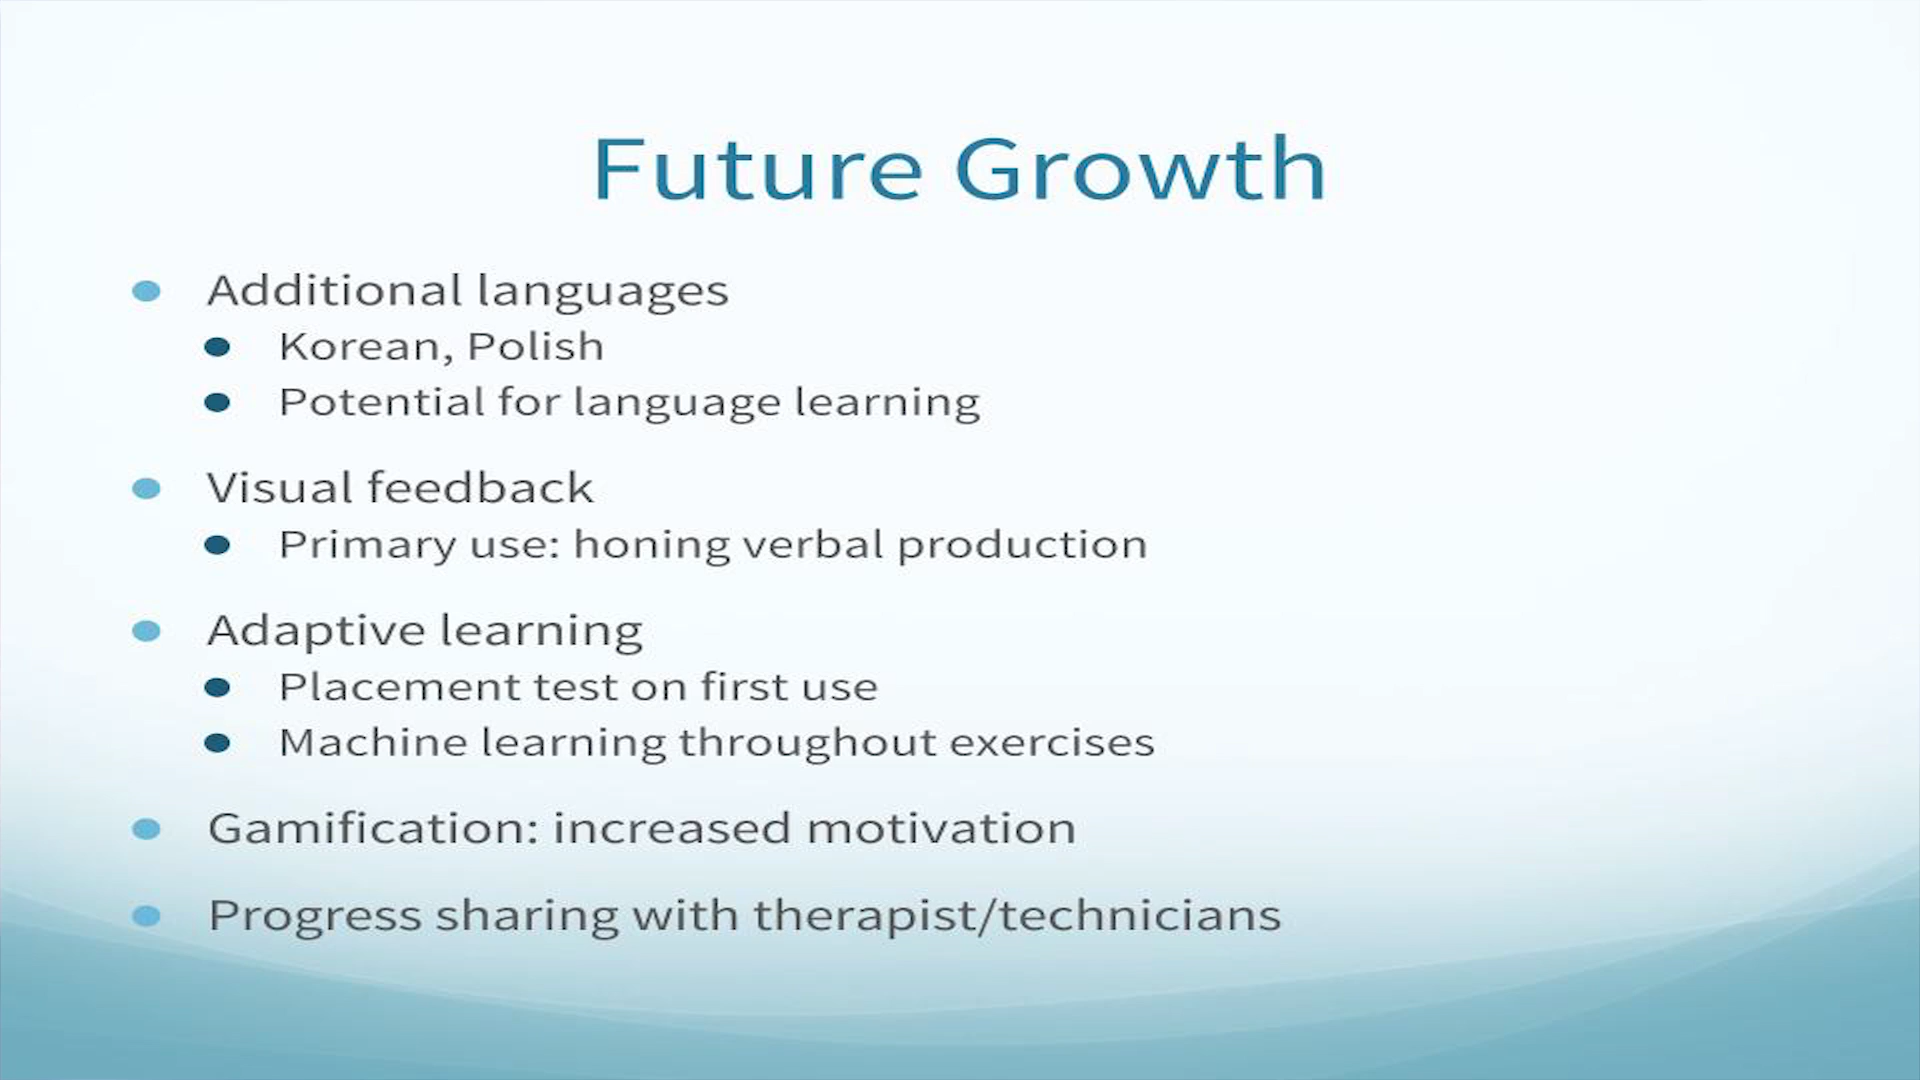 Future Growth
Additional languages
Korean, Polish
Potential for language learning
Visual feedback
Primary use: honing verbal production
Adaptive learning
Placement test on first use
Machine learning throughout exercises
Gamification: increased motivation
Progress sharing with therapist/technicians